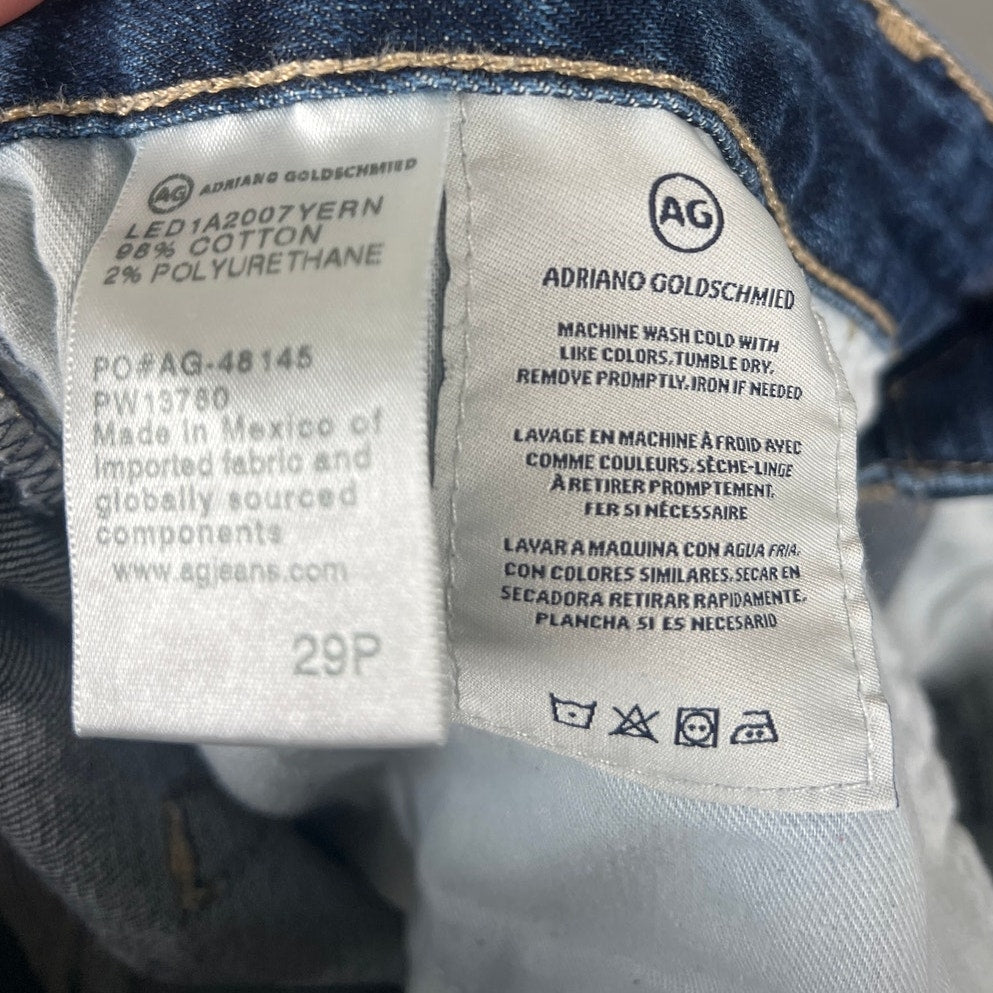 AG ADRIANO GOLDSCHMIED
LED1A2007YERN
98% COTTON
2% POLYURETHANE
PO#AG-48145
PW13780
Made in Mexico of
imported fabric and
globally sourced
components
www.agjeans.com
29P
AG
ADRIANO GOLDSCHMIED
MACHINE WASH COLD WITH
LIKE COLORS. TUMBLE DRY,
REMOVE PROMPTLY. IRON IF NEEDED
LAVAGE EN MACHINE À FROID AVEC
COMME COULEURS. SÈCHE-LINGE
À RETIRER PROMPTEMENT,
FER SI NÉCESSAIRE
LAVAR A MAQUINA CON AGUA FRIA,
CON COLORES SIMILARES. SECAR EN
SECADORA RETIRAR RAPIDAMENTE,
PLANCHA SI ES NECESARIO